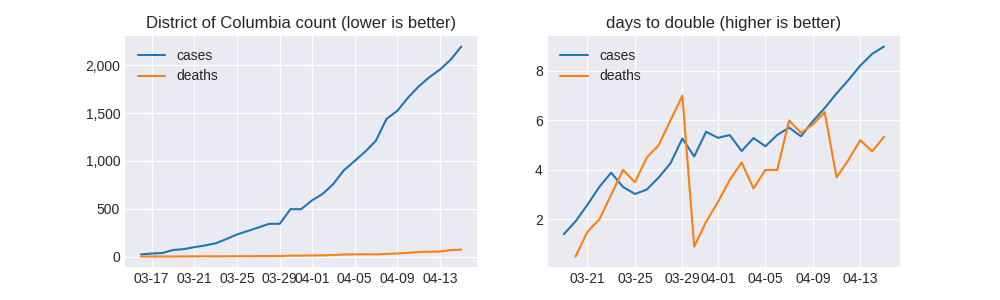 District of Columbia count (lower is better)
cases
deaths
2,000
1,500
1,000
500
0
03-17 03-21 03-25 03-29 04-01 04-05 04-09 04-13
days to double (higher is better)
cases
deaths
8
6
4
2
03-21 03-25 03-29 04-01 04-05 04-09 04-13